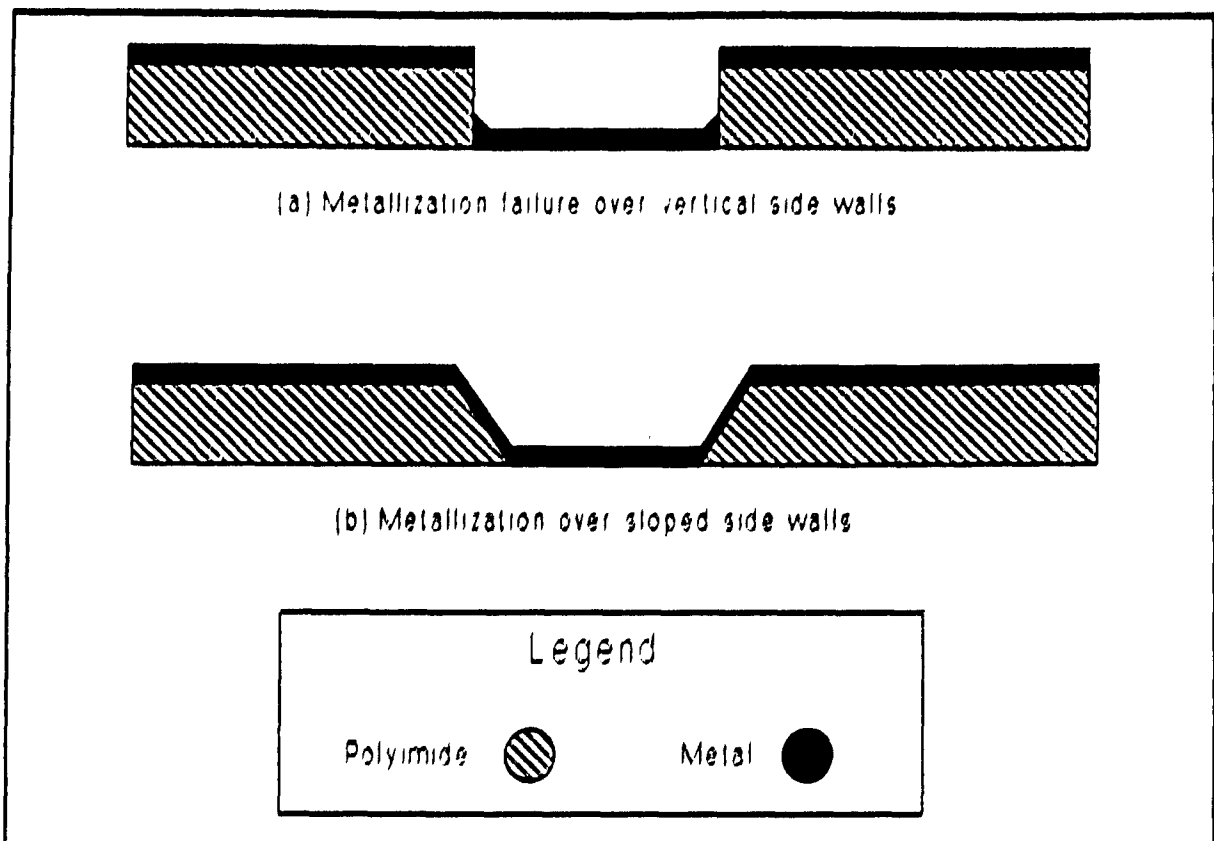 (a) Metallization failure over vertical side walls
(b) Metallization over sloped side walls
Legend
Polyimide
Metal